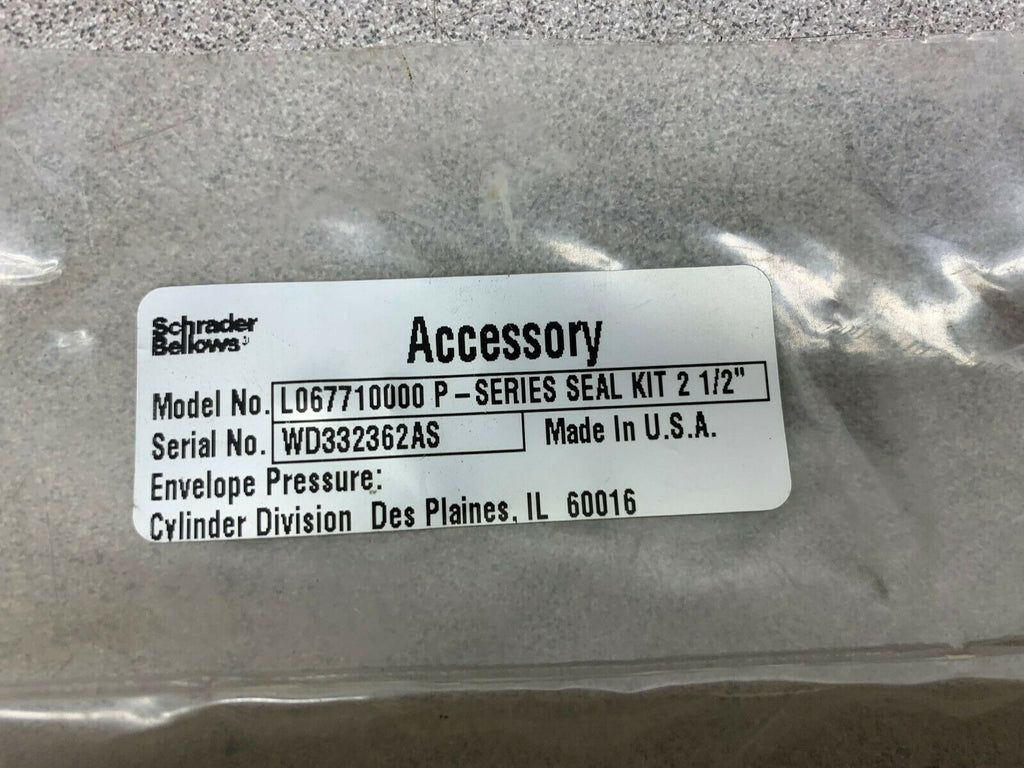 Schrader
Bellows
Accessory
Model No. L067710000 P-SERIES SEAL KIT 2 1/2"
Serial No. WD332362AS Made In U.S.A.
Envelope Pressure:
Cylinder Division Des Plaines, IL 60016